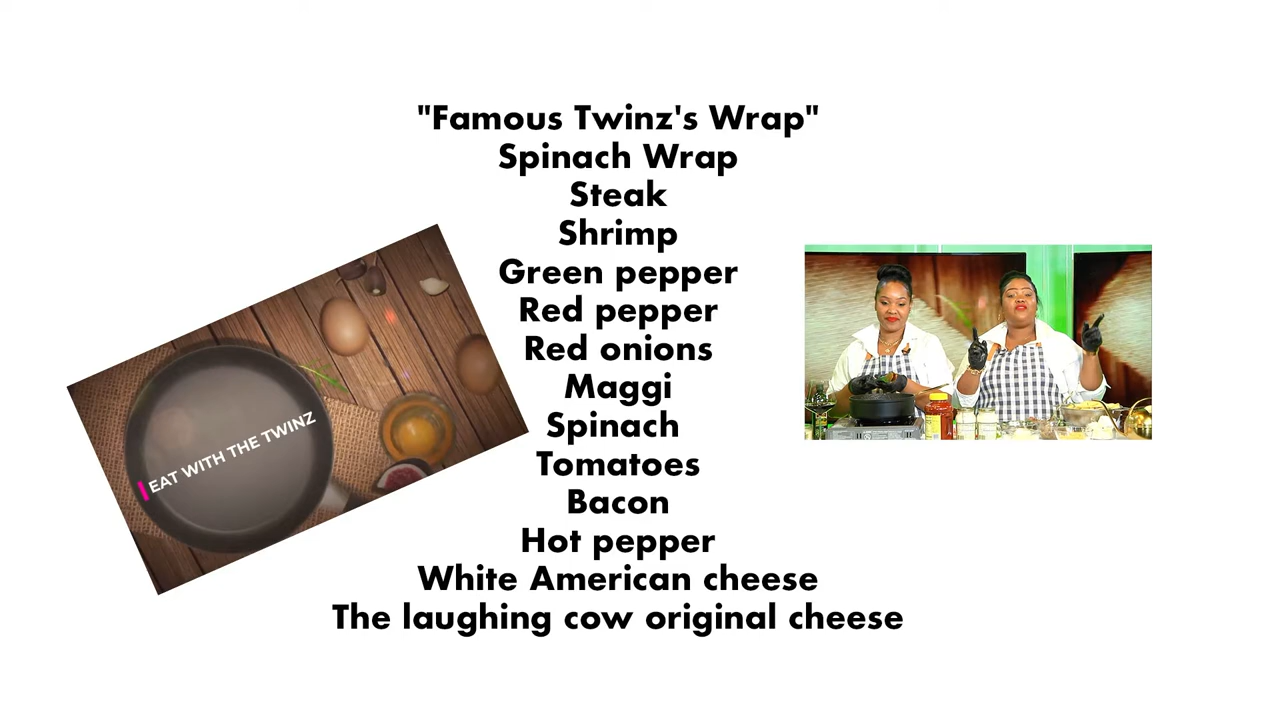 "Famous Twinz's Wrap"
Spinach Wrap
Steak
Shrimp
Green pepper
Red pepper
Red onions
Maggi
Spinach
Tomatoes
Bacon
Hot pepper
White American cheese
The laughing cow original cheese
EAT WITH THE TWINZ